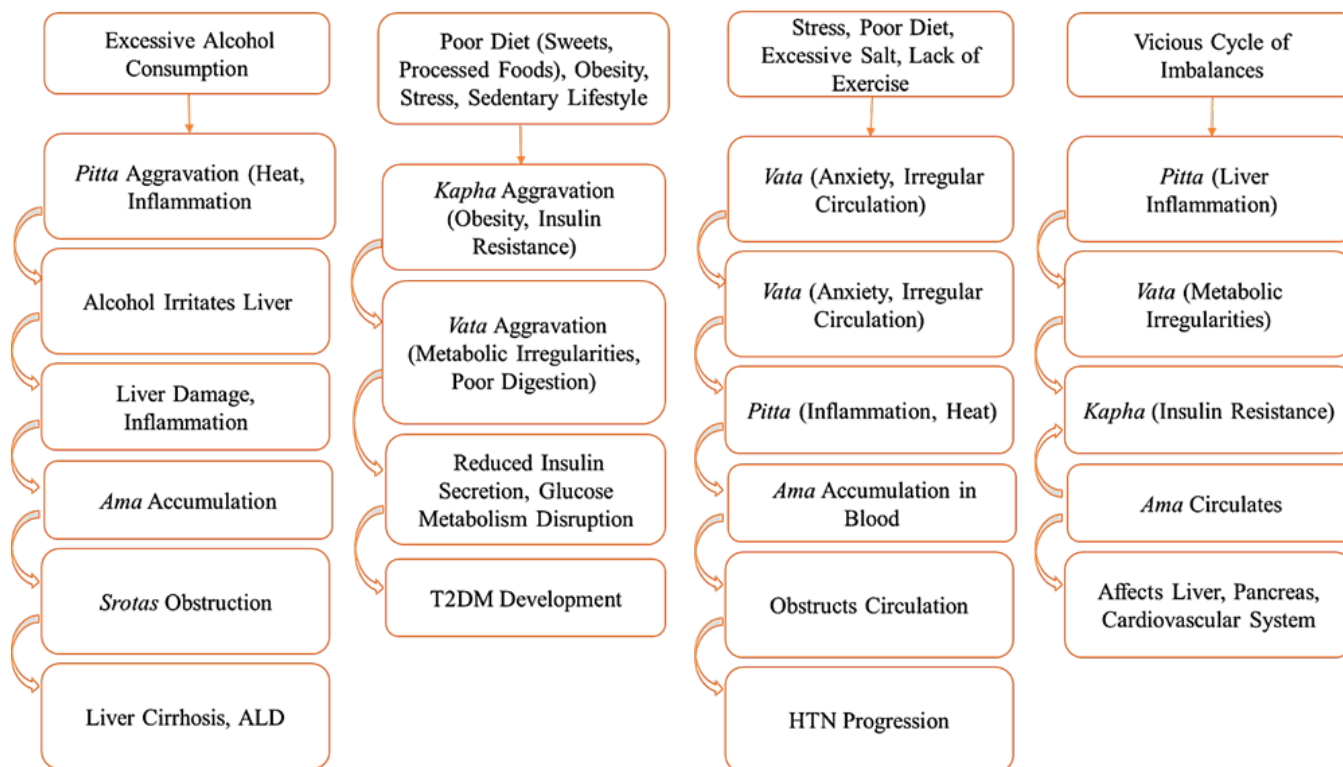 Excessive Alcohol
Consumption
Pitta Aggravation (Heat,
Inflammation
Alcohol Irritates Liver
Liver Damage,
Inflammation
Ama Accumulation
Srotas Obstruction
Liver Cirrhosis, ALD
Poor Diet (Sweets,
Processed Foods), Obesity,
Stress, Sedentary Lifestyle
Kapha Aggravation
(Obesity, Insulin
Resistance)
Vata Aggravation
(Metabolic Irregularities,
Poor Digestion)
Reduced Insulin
Secretion, Glucose
Metabolism Disruption
T2DM Development
Stress, Poor Diet,
Excessive Salt, Lack of
Exercise
Vata (Anxiety, Irregular
Circulation)
Vata (Anxiety, Irregular
Circulation)
Pitta (Inflammation, Heat)
Ama Accumulation in
Blood
Obstructs Circulation
HTN Progression
Vicious Cycle of
Imbalances
Pitta (Liver
Inflammation)
Vata (Metabolic
Irregularities)
Kapha (Insulin Resistance)
Ama Circulates
Affects Liver, Pancreas,
Cardiovascular System